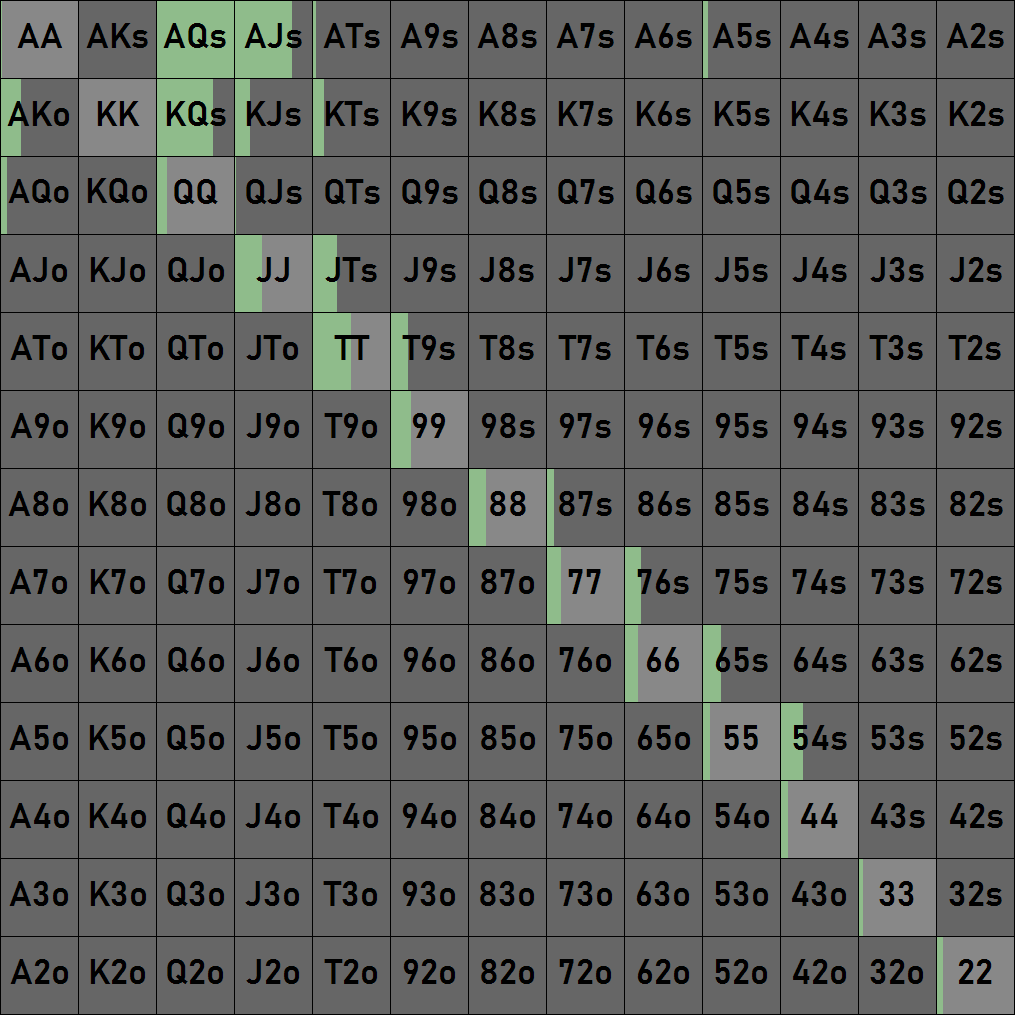 AA AKs AQs AJs ATs A9s A8s A7s A6s A5s A4s A3s A2s
AKo KK KQs KJs KTs K9s K8s K7s K6s K5s K4s K3s K2s
AQo KQo QQ QJs QTs Q9s Q8s Q7s Q6s Q5s Q4s Q3s Q2s
AJo KJo QJo JJ JTs J9s J8s J7s J6s J5s J4s J3s J2s
ATo KTo QTo JTo TT T9s T8s T7s T6s T5s T4s T3s T2s
A9o K9o Q9o J9o T9o 99 98s 97s 96s 95s 94s 93s 92s
A8o K8o Q8o J8o T8o 98o 88 87s 86s 85s 84s 83s 82s
A7o K7o Q7o J7o T7o 97o 87o 77 76s 75s 74s 73s 72s
A6o K6o Q6o J6o T6o 96o 86o 76o 66 65s 64s 63s 62s
A5o K5o Q5o J5o T5o 95o 85o 75o 65o 55 54s 53s 52s
A4o K4o Q4o J4o T4o 94o 84o 74o 64o 54o 44 43s 42s
A3o K3o Q3o J3o T3o 93o 83o 73o 63o 53o 43o 33 32s
A2o K2o Q2o J2o T2o 92o 82o 72o 62o 52o 42o 32o 22